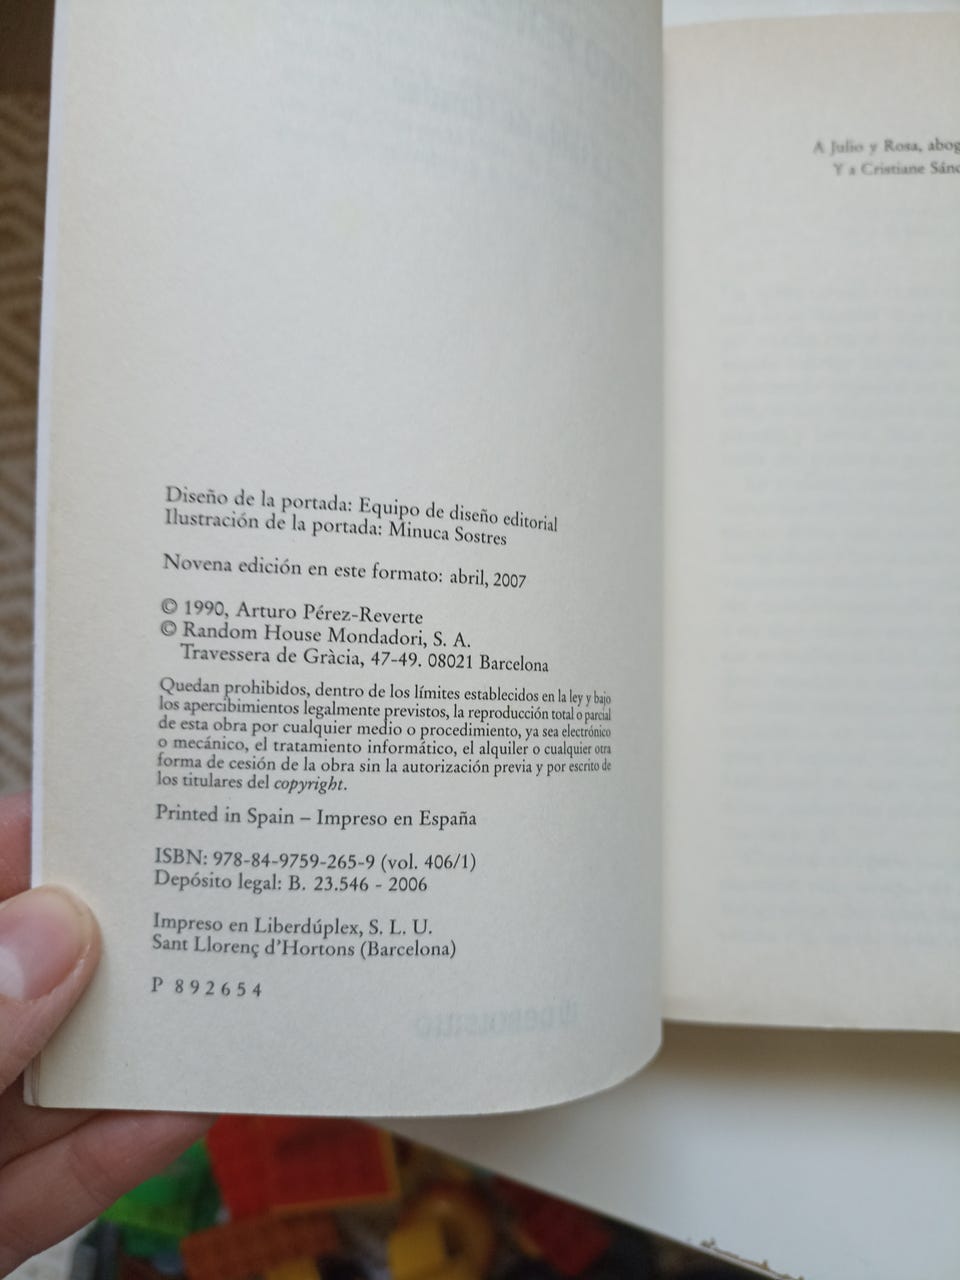 Diseño de la portada: Equipo de diseño editorial
Ilustración de la portada: Minuca Sostres
Novena edición en este formato: abril, 2007
© 1990, Arturo Pérez-Reverte
© Random House Mondadori, S. A.
Travessera de Gràcia, 47-49. 08021 Barcelona
Quedan prohibidos, dentro de los límites establecidos en la ley y bajo
los apercibimientos legalmente previstos, la reproducción total o parcial
de esta obra por cualquier medio o procedimiento, ya sea electrónico
o mecánico, el tratamiento informático, el alquiler o cualquier otra
forma de cesión de la obra sin la autorización previa y por escrito de
los titulares del copyright.
Printed in Spain – Impreso en España
ISBN: 978-84-9759-265-9 (vol. 406/1)
Depósito legal: B. 23.546 - 2006
Impreso en Liberdúplex, S. L. U.
Sant Llorenç d'Hortons (Barcelona)
P 892654
A Julio y Rosa,
Y a Cristiane